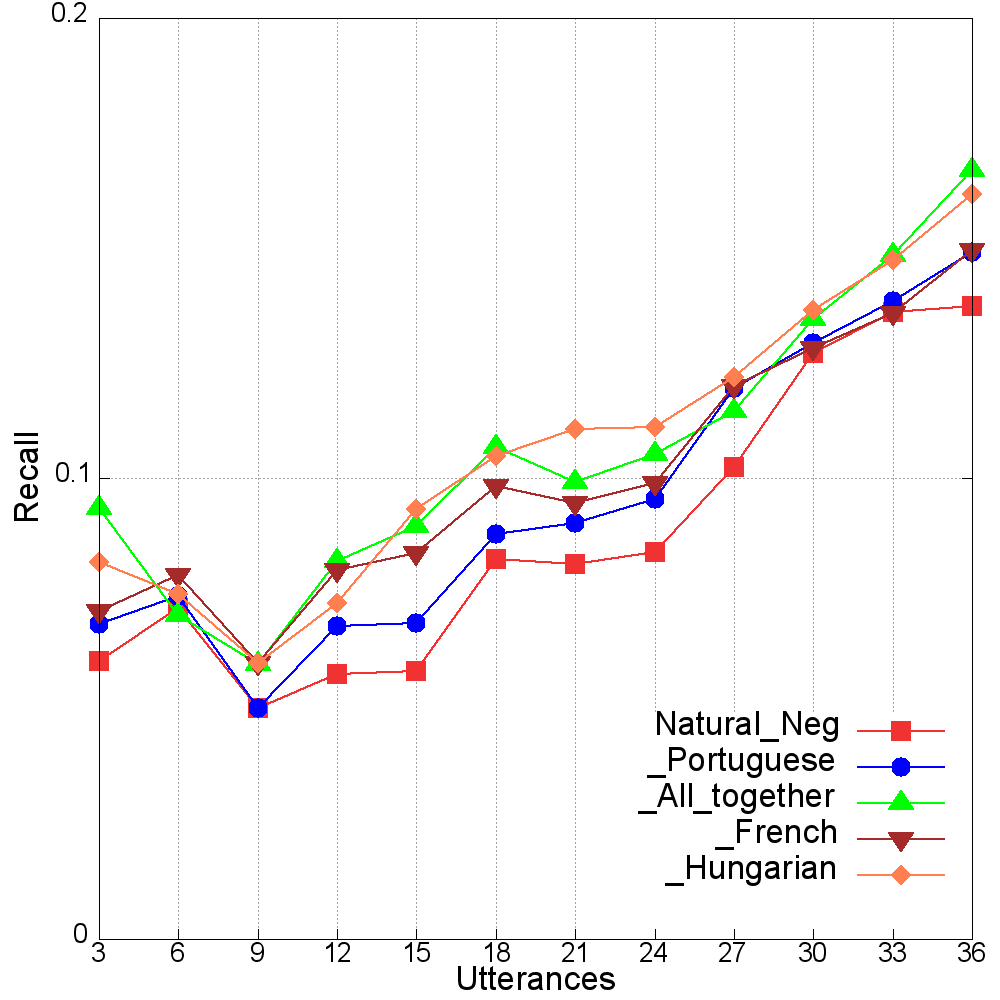 0.2
0.1
0
Recall
Natural_Neg
_Portuguese
_All_together
_French
_Hungarian
3 6 9 12 15 18 21 24 27 30 33 36
Utterances